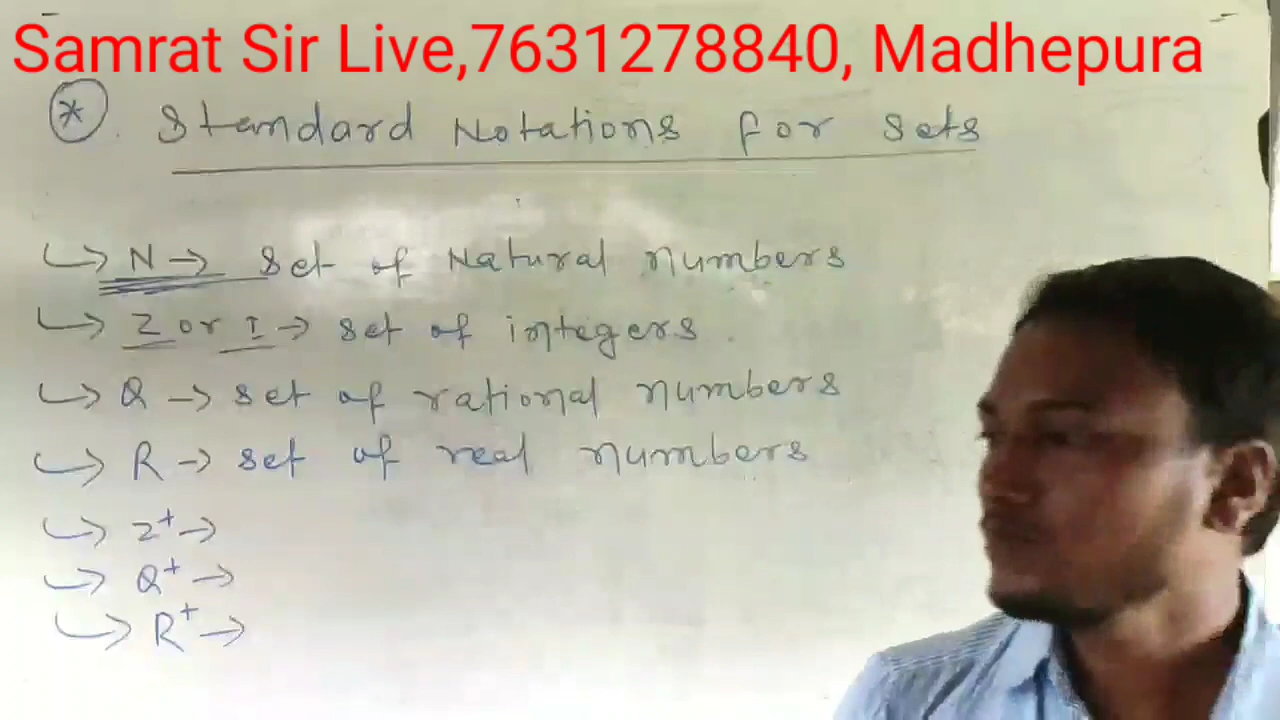 Samrat Sir Live,7631278840, Madhepura
* . Standard Notations for sets
↳ N → set of Natural numbers
↳ Z or I → set of integers.
↳ Q → set of rational numbers
↳ R → set of real numbers
↳ Z⁺ →
↳ Q⁺ →
↳ R⁺ →